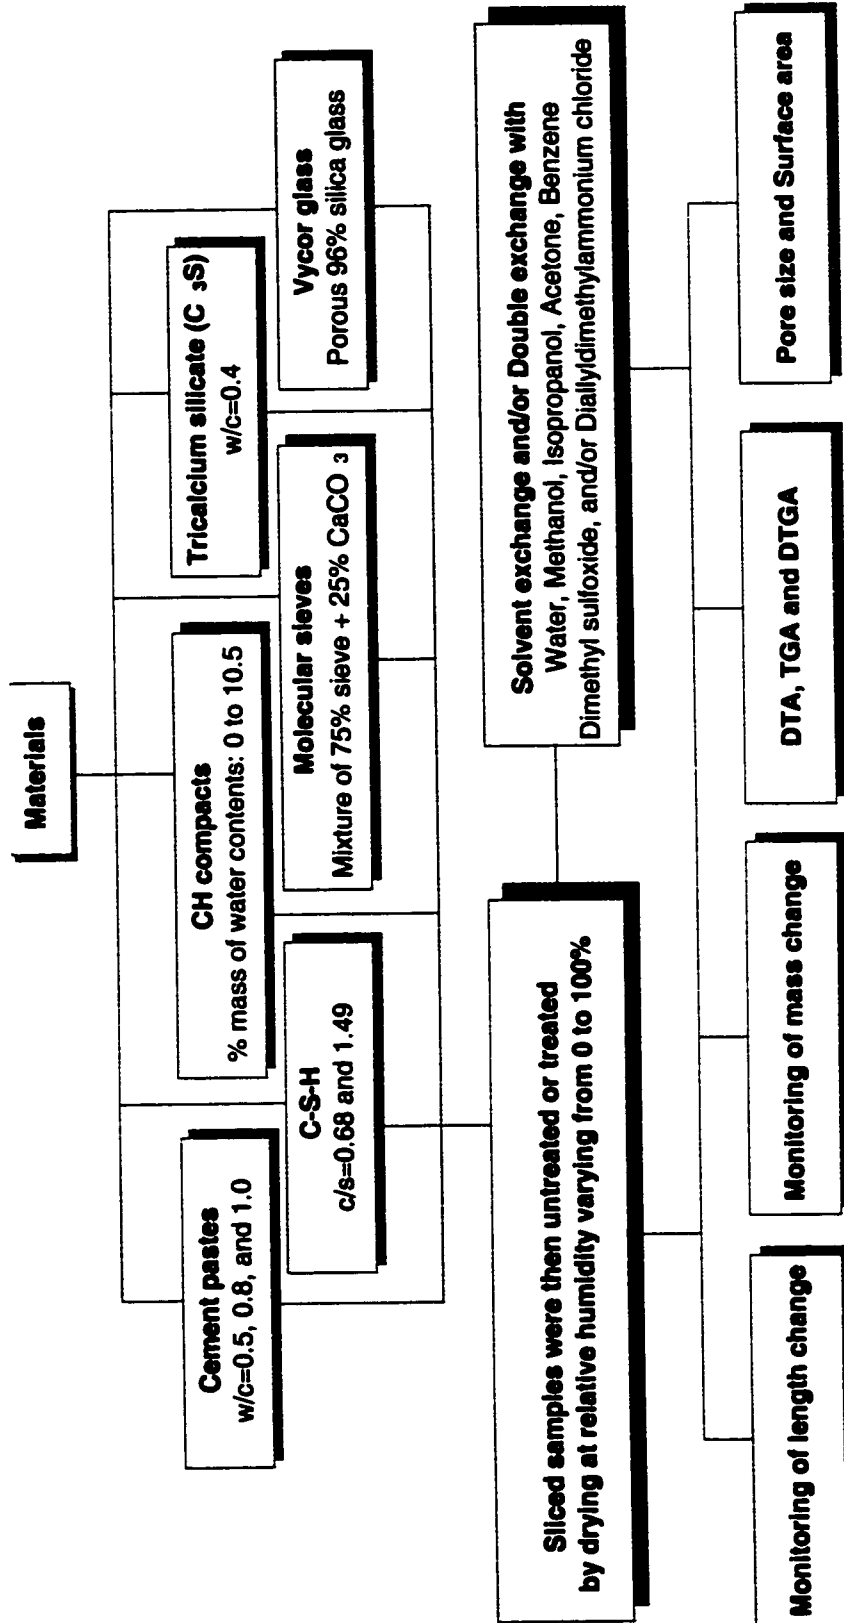 Materials
Cement pastes
w/c=0.5, 0.8, and 1.0
CH compacts
% mass of water contents: 0 to 10.5
Tricalcium silicate (C 3S)
w/c=0.4
C-S-H
c/s=0.68 and 1.49
Molecular sieves
Mixture of 75% sieve + 25% CaCO 3
Vycor glass
Porous 96% silica glass
Sliced samples were then untreated or treated
by drying at relative humidity varying from 0 to 100%
Solvent exchange and/or Double exchange with
Water, Methanol, Isopropanol, Acetone, Benzene
Dimethyl sulfoxide, and/or Diallyldimethylammonium chloride
Monitoring of length change
Monitoring of mass change
DTA, TGA and DTGA
Pore size and Surface area